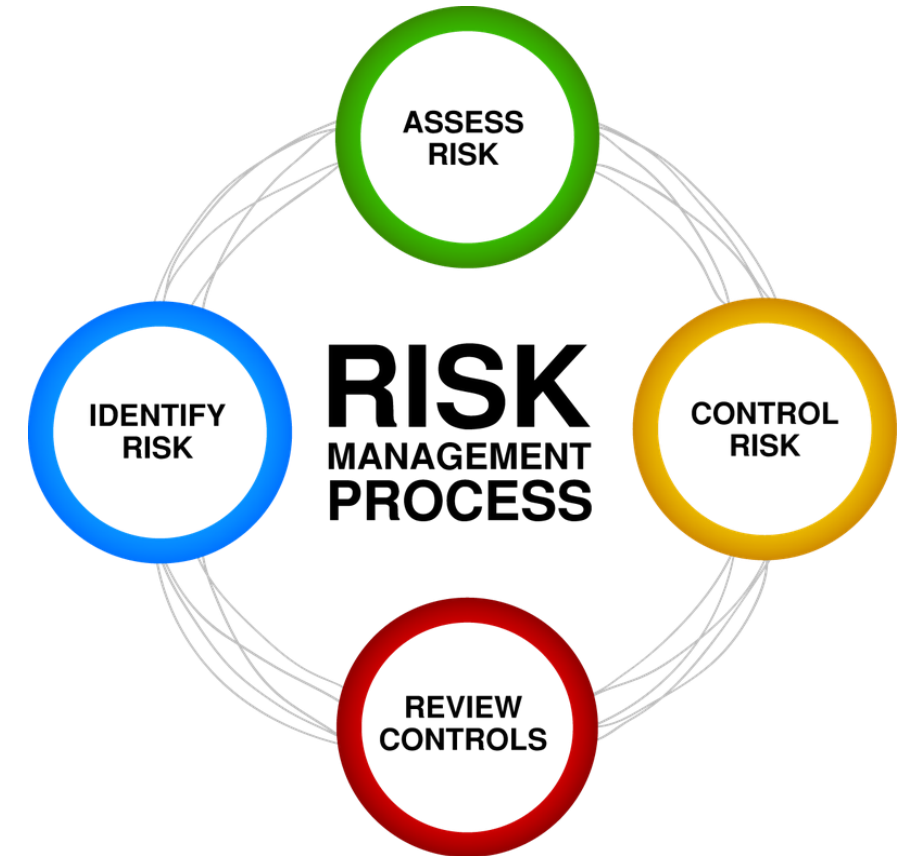 ASSESS
RISK
IDENTIFY
RISK
RISK
MANAGEMENT
PROCESS
CONTROL
RISK
REVIEW
CONTROLS